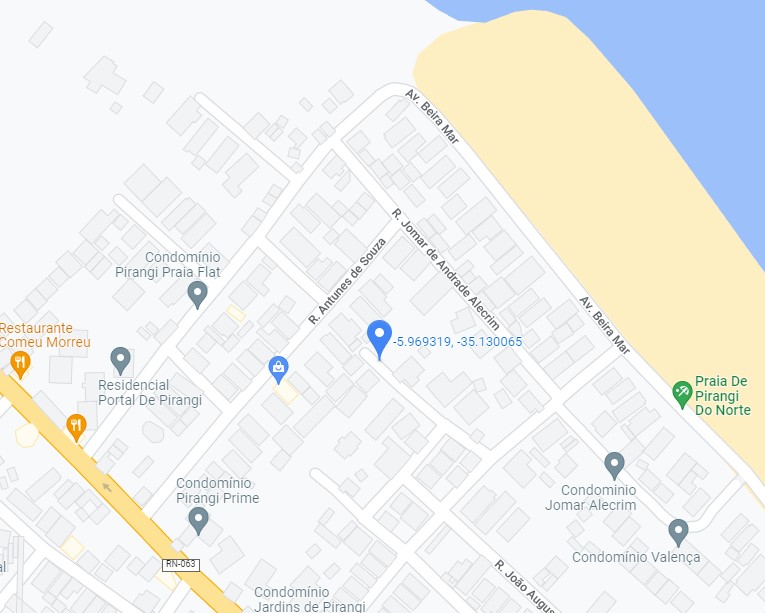 Av. Beira Mar
R. Jomar de Andrade Alecrim
R. Antunes de Souza
Condomínio
Pirangi Praia Flat
Av. Beira Mar
Restaurante
Comeu Morreu
-5.969319, -35.130065
Residencial
Portal De Pirangi
Praia De
Pirangi
Do Norte
Condomínio
Pirangi Prime
Condominio
Jomar Alecrim
Condomínio Valença
RN-063
al
R. João Augus
Condomínio
Jardins de Pirangi